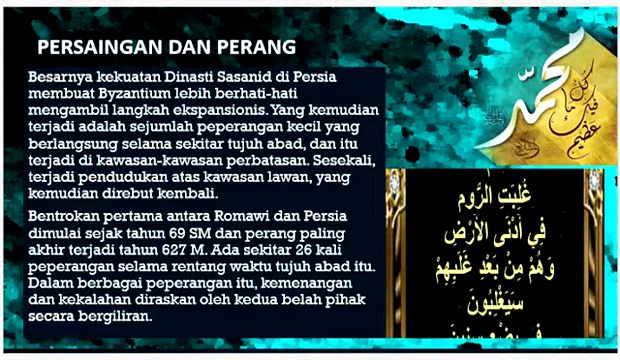 PERSAINGAN DAN PERANG
Besarnya kekuatan Dinasti Sasanid di Persia
membuat Byzantium lebih berhati-hati
mengambil langkah ekspansionis. Yang kemudian
terjadi adalah sejumlah peperangan kecil yang
berlangsung selama sekitar tujuh abad, dan itu
terjadi di kawasan-kawasan perbatasan. Sesekali,
terjadi pendudukan atas kawasan lawan, yang
kemudian direbut kembali.
Bentrokan pertama antara Romawi dan Persia
dimulai sejak tahun 69 SM dan perang paling
akhir terjadi tahun 627 M. Ada sekitar 26 kali
peperangan selama rentang waktu tujuh abad itu.
Dalam berbagai peperangan itu, kemenangan
dan kekalahan diraskan oleh kedua belah pihak
secara bergiliran.
محمد
كل ما
فيك
عظيم
غُلِبَتِ الرُّومُ
فِي أَدْنَى الْأَرْضِ
وَهُمْ مِنْ بَعْدِ غَلَبِهِمْ
سَيَغْلِبُونَ